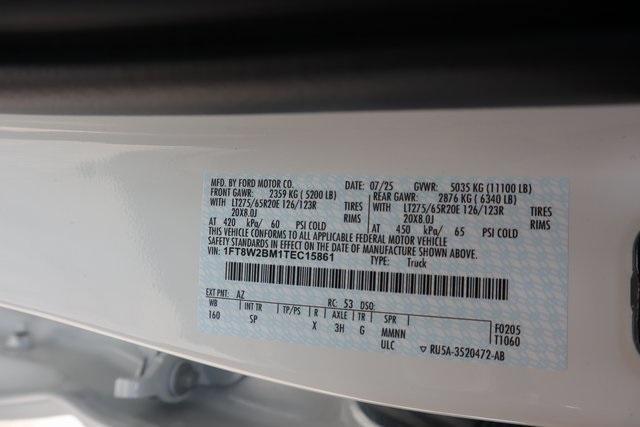 MFD. BY FORD MOTOR CO. DATE: 07/25 GVWR: 5035 KG (11100 LB)
FRONT GAWR: 2359 KG ( 5200 LB) REAR GAWR: 2876 KG ( 6340 LB)
WITH LT275/65R20E 126/123R TIRES WITH LT275/65R20E 126/123R TIRES
20X8.0J RIMS 20X8.0J RIMS
AT 420 kPa/ 60 PSI COLD AT 450 kPa/ 65 PSI COLD
THIS VEHICLE CONFORMS TO ALL APPLICABLE FEDERAL MOTOR VEHICLE
SAFETY STANDARDS IN EFFECT ON THE DATE OF MANUFACTURE SHOWN ABOVE.
VIN: 1FT8W2BM1TEC15861 TYPE: Truck
EXT PNT: AZ RC: 53 DSO:
WB INT TR TP/PS R AXLE TR SPR F0205
160 SP X 3H G MMNN T1060
ULC ▽ RU5A-3520472-AB